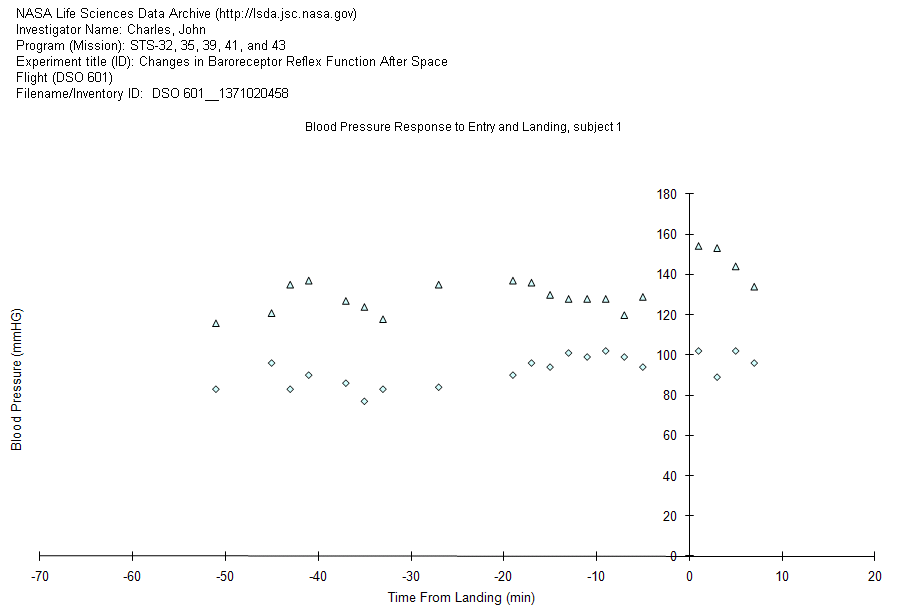 NASA Life Sciences Data Archive (http://lsda.jsc.nasa.gov)
Investigator Name: Charles, John
Program (Mission): STS-32, 35, 39, 41, and 43
Experiment title (ID): Changes in Baroreceptor Reflex Function After Space
Flight (DSO 601)
Filename/Inventory ID:  DSO 601__1371020458
Blood Pressure Response to Entry and Landing, subject 1
180
160
140
120
100
80
60
40
20
0
Blood Pressure (mmHG)
-70 -60 -50 -40 -30 -20 -10 0 10 20
Time From Landing (min)